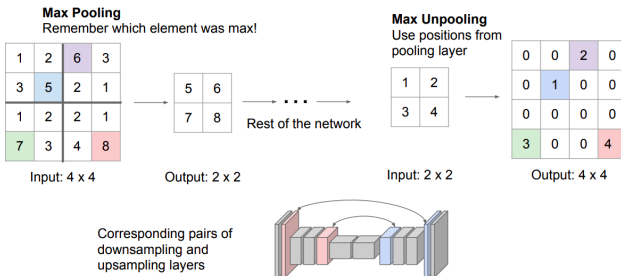 Max Pooling
Remember which element was max!
1 2 6 3
3 5 2 1
1 2 2 1
7 3 4 8
Input: 4 x 4
5 6
7 8
Output: 2 x 2
...
Rest of the network
Max Unpooling
Use positions from
pooling layer
1 2
3 4
Input: 2 x 2
0 0 2 0
0 1 0 0
0 0 0 0
3 0 0 4
Output: 4 x 4
Corresponding pairs of
downsampling and
upsampling layers